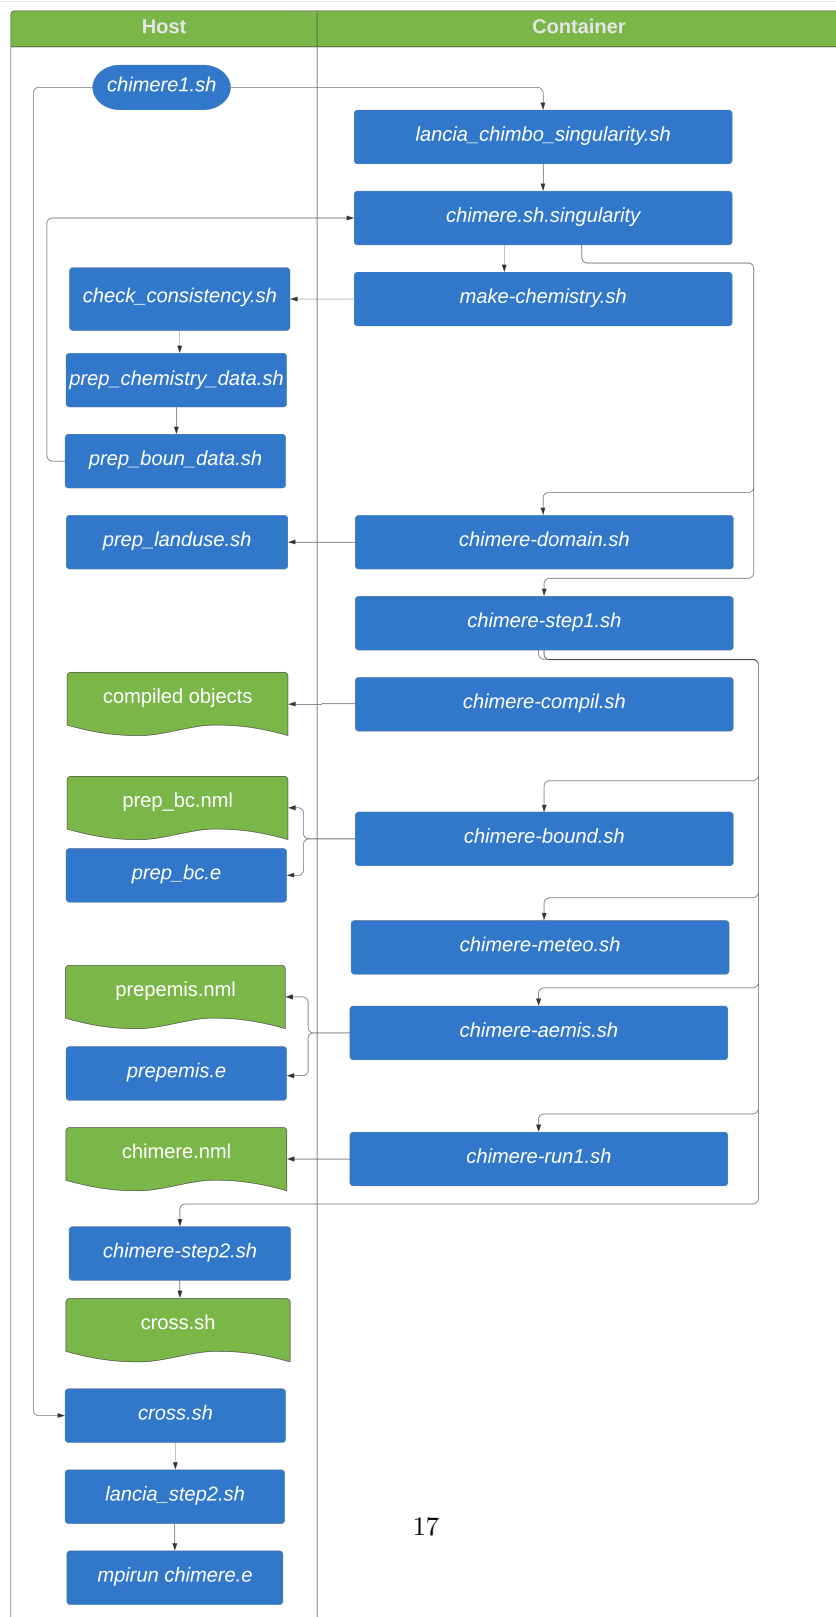 Host
Container
chimere1.sh
lancia_chimbo_singularity.sh
chimere.sh.singularity
check_consistency.sh
make-chemistry.sh
prep_chemistry_data.sh
prep_boun_data.sh
prep_landuse.sh
chimere-domain.sh
chimere-step1.sh
compiled objects
chimere-compil.sh
prep_bc.nml
chimere-bound.sh
prep_bc.e
chimere-meteo.sh
prepemis.nml
chimere-aemis.sh
prepemis.e
chimere.nml
chimere-run1.sh
chimere-step2.sh
cross.sh
cross.sh
lancia_step2.sh
17
mpirun chimere.e